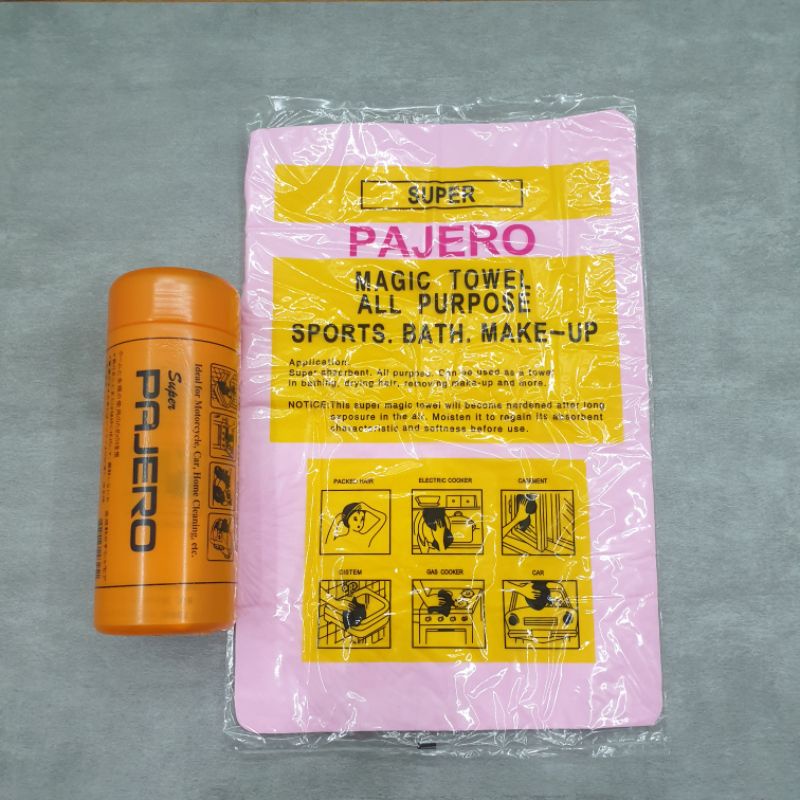 SUPER
PAJERO
MAGIC TOWEL
ALL PURPOSE
SPORTS. BATH. MAKE-UP
Application:
Super absorbent. All purpose. Can be used as a towel
in bathing, drying hair, removing make-up and more.
NOTICE: This super magic towel will become hardened after long
exposure in the air. Moisten it to regain its absorbent
characteristic and softness before use.
PACKED HAIR
ELECTRIC COOKER
CASEMENT
SISTEM
GAS COOKER
CAR
Super
PAJERO
Ideal for Motorcycle, Car, Home Cleaning, etc.